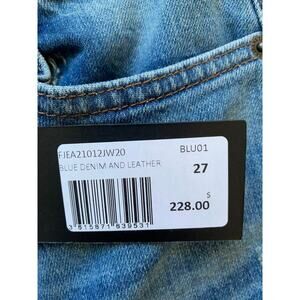 FJEA21012JW20 BLU01
BLUE DENIM AND LEATHER
27
$
228.00
3 615871 639531